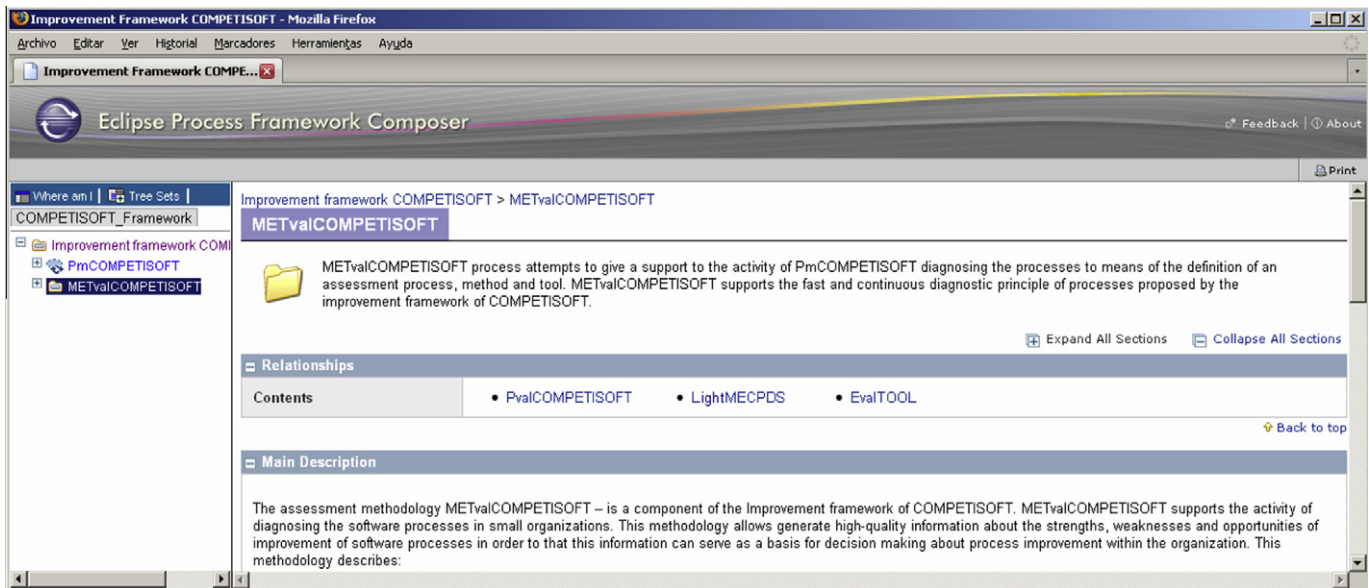 Improvement Framework COMPETISOFT - Mozilla Firefox
Archivo Editar Ver Historial Marcadores Herramientas Ayuda
Improvement Framework COMPE...
Eclipse Process Framework Composer
Feedback | About
Print
Where am I Tree Sets
COMPETISOFT_Framework
Improvement framework COM
PmCOMPETISOFT
METvalCOMPETISOFT
Improvement framework COMPETISOFT > METvalCOMPETISOFT
METvalCOMPETISOFT
METvalCOMPETISOFT process attempts to give a support to the activity of PmCOMPETISOFT diagnosing the processes to means of the definition of an
assessment process, method and tool. METvalCOMPETISOFT supports the fast and continuous diagnostic principle of processes proposed by the
improvement framework of COMPETISOFT.
Expand All Sections Collapse All Sections
Relationships
Contents • PvalCOMPETISOFT • LightMECPDS • EvalTOOL
Back to top
Main Description
The assessment methodology METvalCOMPETISOFT – is a component of the Improvement framework of COMPETISOFT. METvalCOMPETISOFT supports the activity of
diagnosing the software processes in small organizations. This methodology allows generate high-quality information about the strengths, weaknesses and opportunities of
improvement of software processes in order to that this information can serve as a basis for decision making about process improvement within the organization. This
methodology describes: